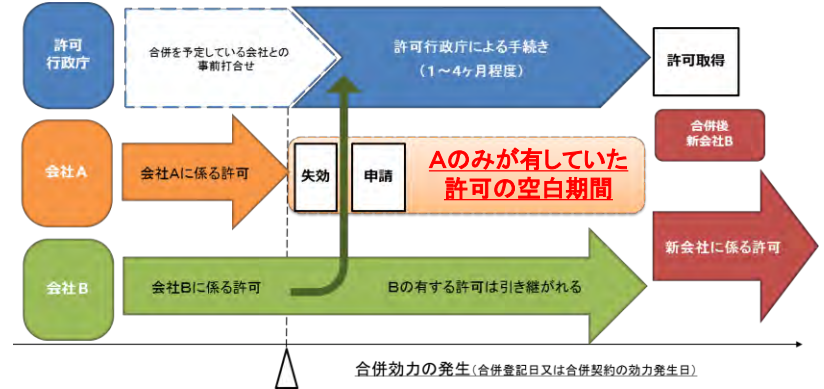 許可
行政庁
合併を予定している会社との
事前打合せ
許可行政庁による手続き
（1～4ヶ月程度）
許可取得
合併後
新会社B
会社A
会社Aに係る許可
失効
申請
Aのみが有していた
許可の空白期間
新会社に係る許可
会社B
会社Bに係る許可
Bの有する許可は引き継がれる
合併効力の発生（合併登記日又は合併契約の効力発生日）